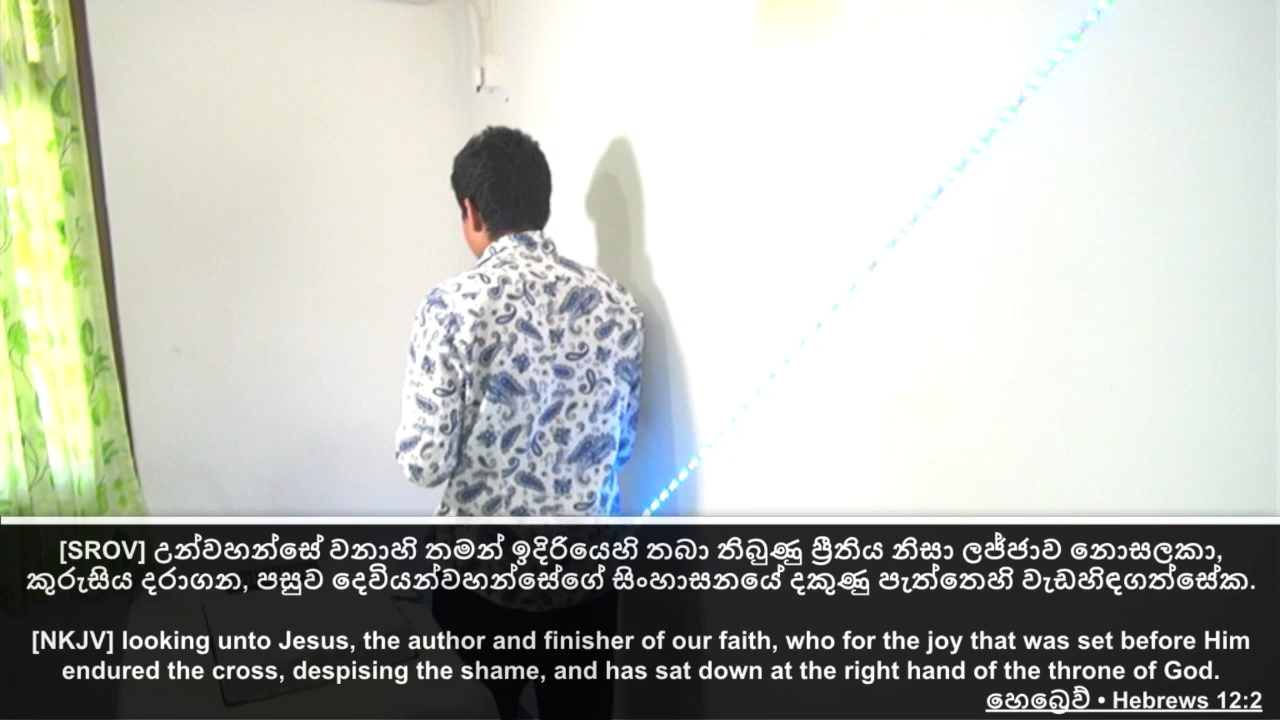 [SROV] උන්වහන්සේ වනාහි තමන් ඉදිරියෙහි තබා තිබුණු ප්‍රීතිය නිසා ලජ්ජාව නොසලකා,
කුරුසිය දරාගන, පසුව දෙවියන්වහන්සේගේ සිංහාසනයේ දකුණු පැත්තෙහි වැඩහිඳගත්සේක.
[NKJV] looking unto Jesus, the author and finisher of our faith, who for the joy that was set before Him
endured the cross, despising the shame, and has sat down at the right hand of the throne of God.
හෙබ්‍රෙව් • Hebrews 12:2